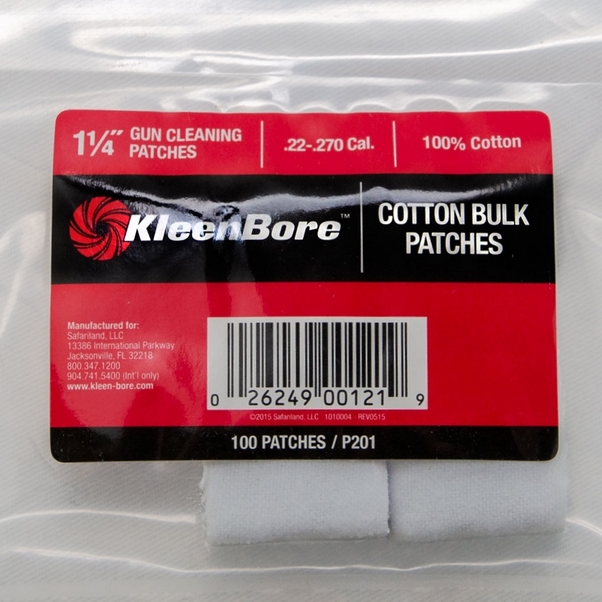 1¼" GUN CLEANING PATCHES
.22-.270 Cal.
100% Cotton
KleenBore™
COTTON BULK
PATCHES
Manufactured for:
Safariland, LLC
13386 International Parkway
Jacksonville, FL 32218
800.347.1200
904.741.5400 (Int'l only)
www.kleen-bore.com
0 26249 00121 9
©2015 Safariland, LLC 1010004 REV0515
100 PATCHES / P201